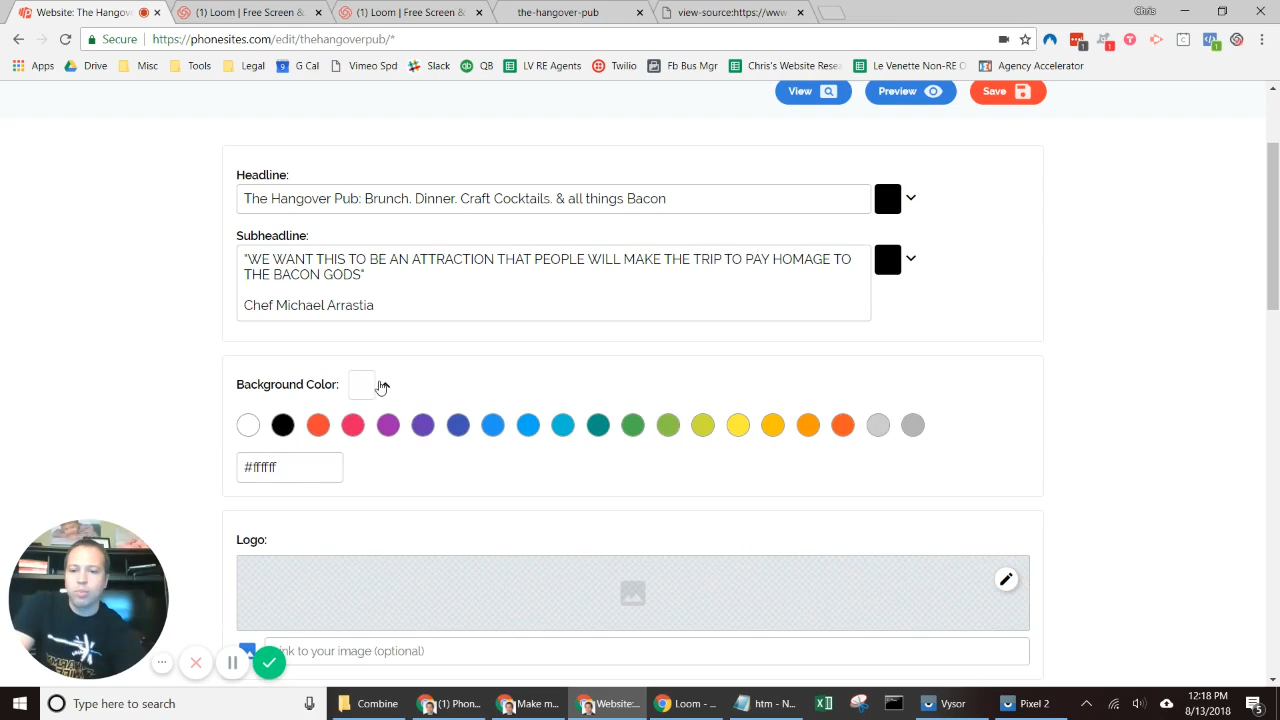 Website: The Hangov
(1) Loom | Free Screen &
(1) Loom | Free Screen &
the-hangover-pub
view-source:https://www
Chris
Secure
https://phonesites.com/edit/thehangoverpub/*
Apps
Drive
Misc
Tools
Legal
G Cal
Vimeo Spd
Slack
QB
LV RE Agents
Twilio
Fb Bus Mgr
Chris's Website Resea
Le Venette Non-RE O
Agency Accelerator
View
Preview
Save
Headline:
The Hangover Pub: Brunch. Dinner. Craft Cocktails. & all things Bacon
Subheadline:
"WE WANT THIS TO BE AN ATTRACTION THAT PEOPLE WILL MAKE THE TRIP TO PAY HOMAGE TO
THE BACON GODS"
Chef Michael Arrastia
Background Color:
#ffffff
Logo:
ink to your image (optional)
Type here to search
Combine
(1) Phon...
Make m...
Website:...
Loom - ...
htm - N...
Vysor
Pixel 2
12:18 PM
8/13/2018
5